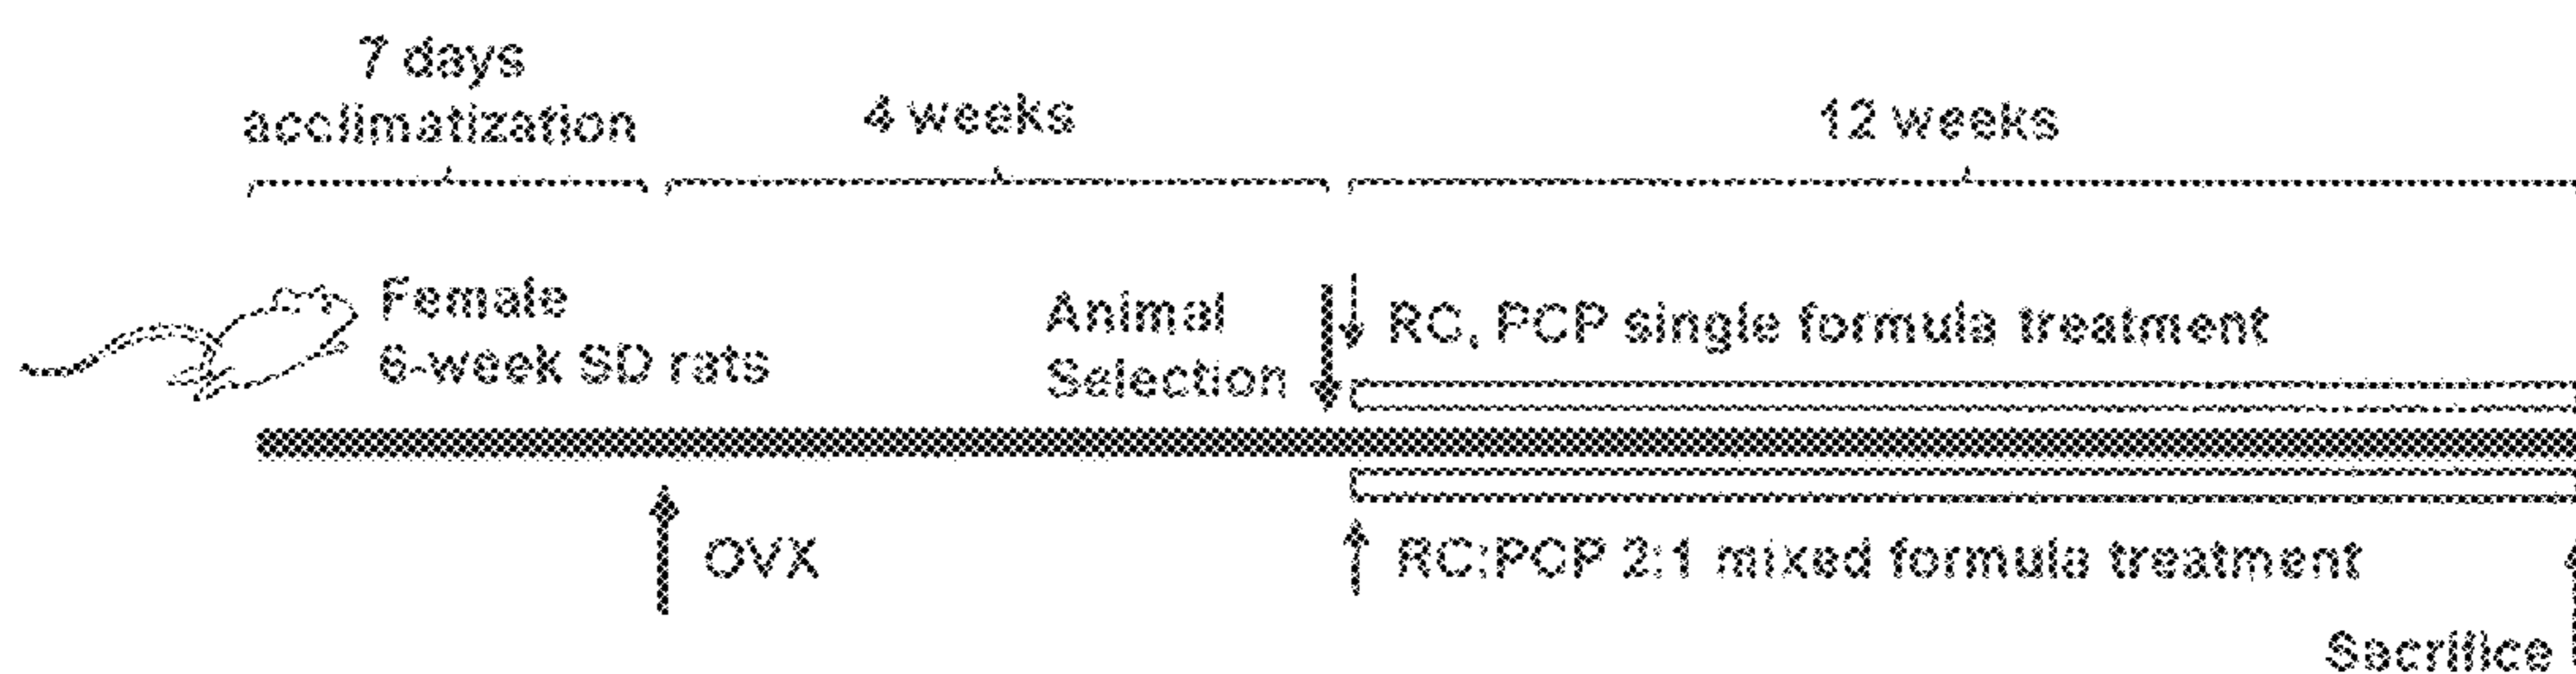 7 days
acclimatization
4 weeks
12 weeks
Female
6-week SD rats
Animal
Selection
RC, PCP single formula treatment
OVX
RC:PCP 2:1 mixed formula treatment
Sacrifice